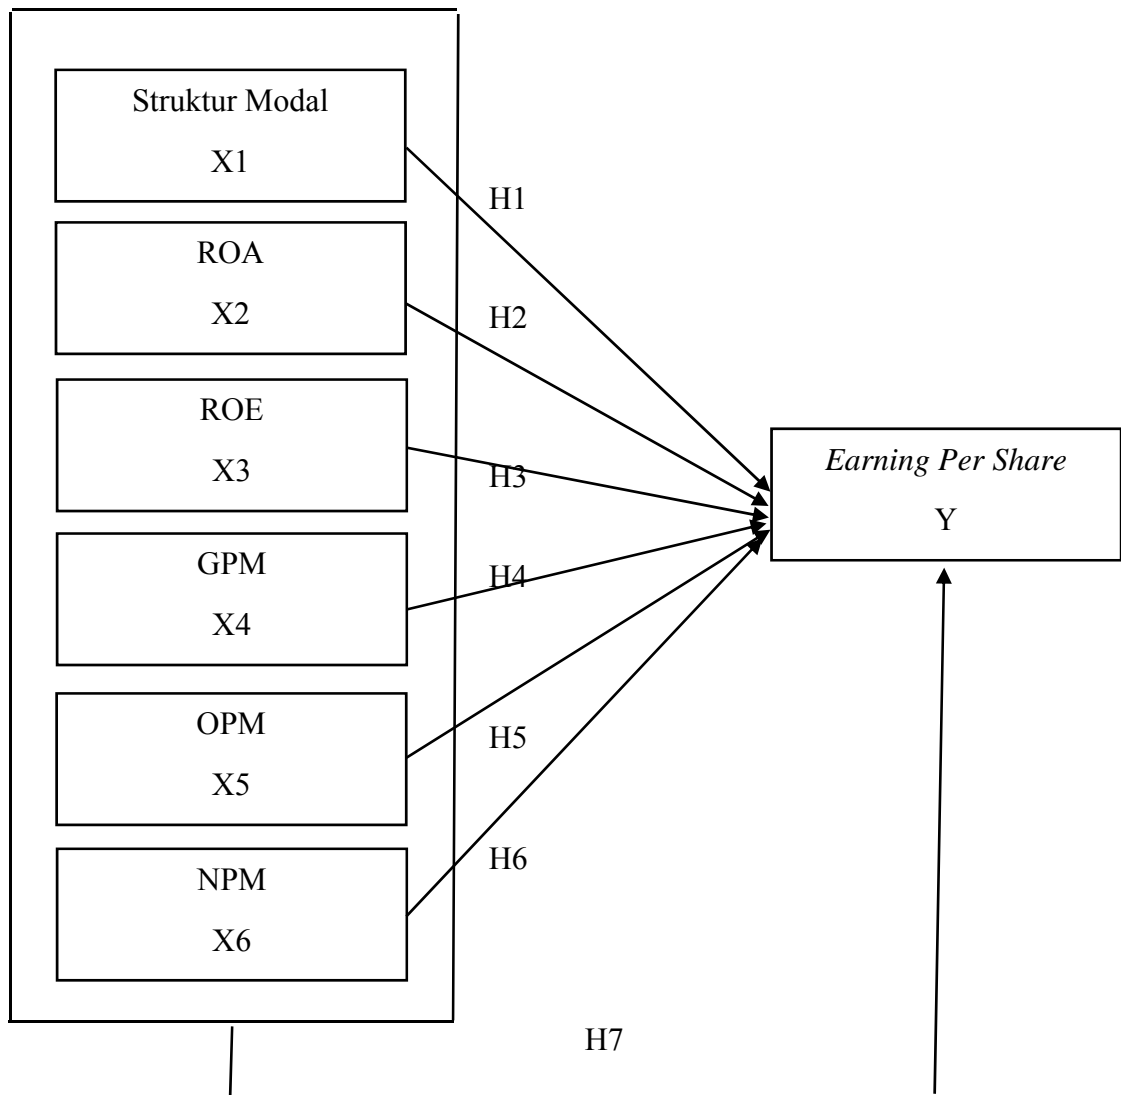 Struktur Modal
X1
H1
ROA
X2
H2
ROE
X3
H3
Earning Per Share
Y
GPM
X4
H4
OPM
X5
H5
NPM
X6
H6
H7